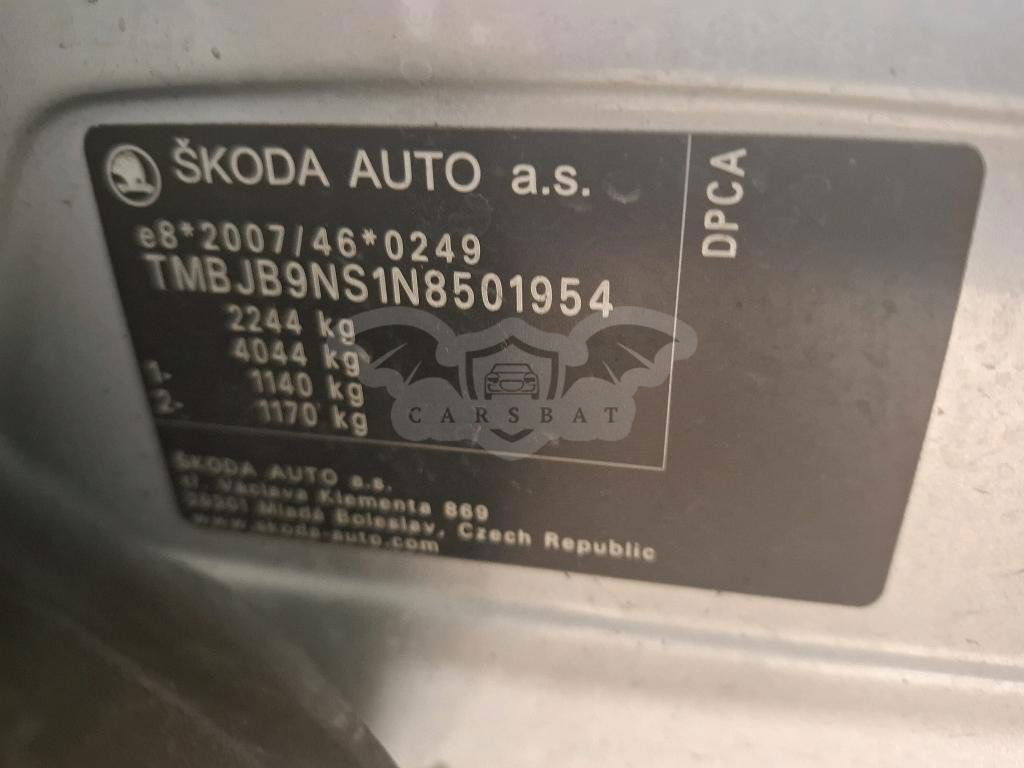 ŠKODA AUTO a.s.
DPCA
e8*2007/46*0249
TMBJB9NS1N8501954
2244 kg
4044 kg
1- 1140 kg
2- 1170 kg
CARSBAT
ŠKODA AUTO a.s.
tř. Václava Klementa 869
29301 Mladá Boleslav, Czech Republic
www.skoda-auto.com